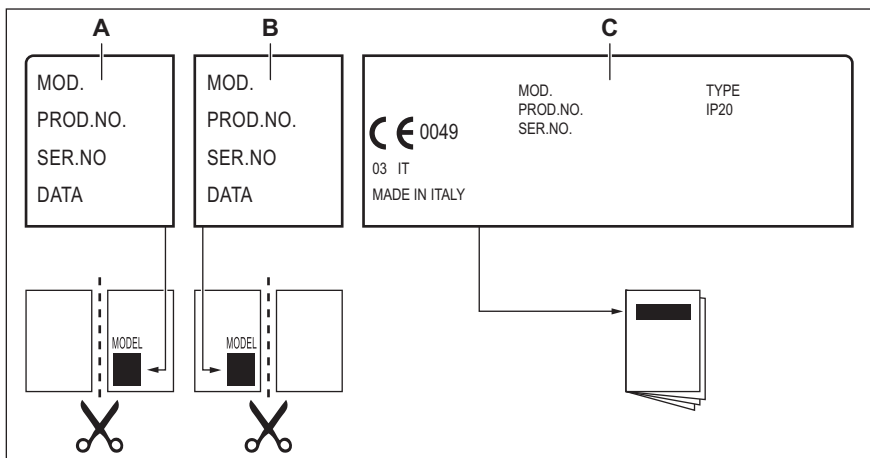 A
B
C
MOD.
PROD.NO.
SER.NO
DATA
MOD.
PROD.NO.
SER.NO
DATA
MOD.
PROD.NO.
SER.NO.
TYPE
IP20
CE 0049
03 IT
MADE IN ITALY
MODEL
MODEL